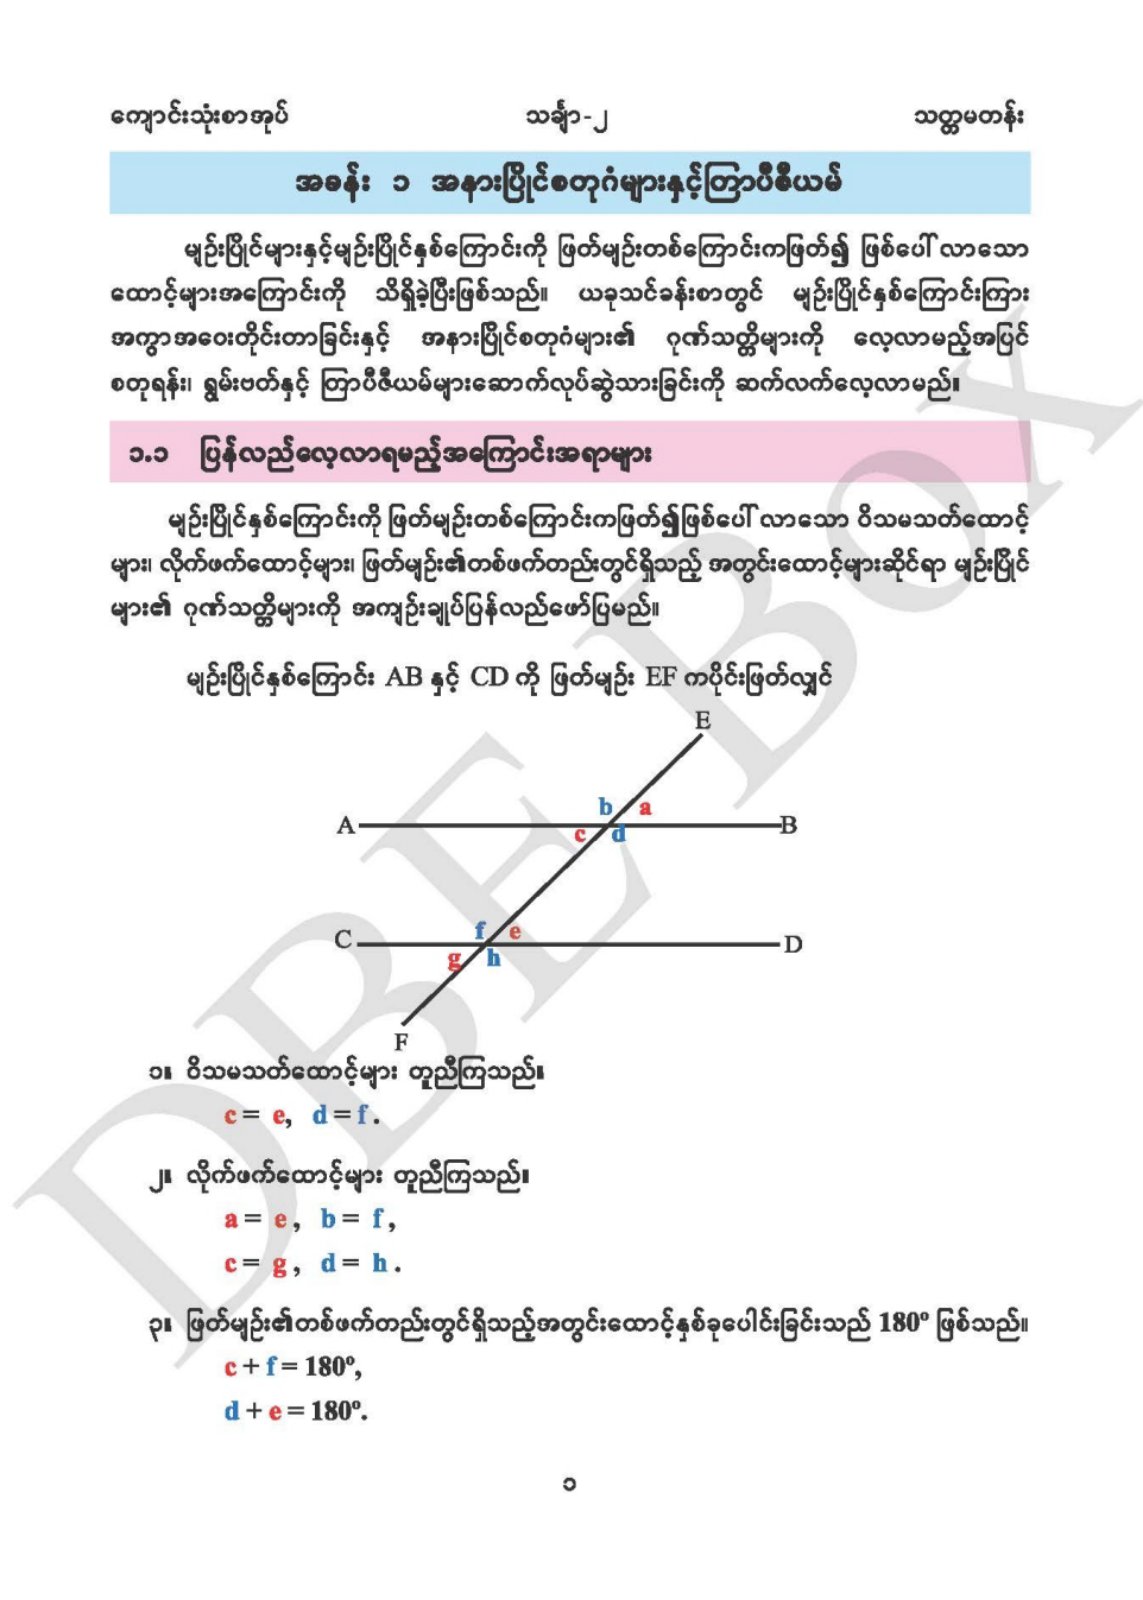 ကျောင်းသုံးစာအုပ် သင်္ချာ-၂ သတ္တမတန်း
အခန်း ၁ အနားပြိုင်စတုဂံများနှင့်တြာပီဇီယမ်
မျဉ်းပြိုင်များနှင့်မျဉ်းပြိုင်နှစ်ကြောင်းကို ဖြတ်မျဉ်းတစ်ကြောင်းကဖြတ်၍ ဖြစ်ပေါ်လာသော
ထောင့်များအကြောင်းကို သိရှိခဲ့ပြီးဖြစ်သည်။ ယခုသင်ခန်းစာတွင် မျဉ်းပြိုင်နှစ်ကြောင်းကြား
အကွာအဝေးတိုင်းတာခြင်းနှင့် အနားပြိုင်စတုဂံများ၏ ဂုဏ်သတ္တိများကို လေ့လာမည့်အပြင်
စတုရန်း၊ ရွမ်းဗတ်နှင့် တြာပီဇီယမ်များဆောက်လုပ်ဆွဲသားခြင်းကို ဆက်လက်လေ့လာမည်။
၁.၁ ပြန်လည်လေ့လာရမည့်အကြောင်းအရာများ
မျဉ်းပြိုင်နှစ်ကြောင်းကို ဖြတ်မျဉ်းတစ်ကြောင်းကဖြတ်၍ဖြစ်ပေါ်လာသော ဝိသမသတ်ထောင့်
များ၊ လိုက်ဖက်ထောင့်များ၊ ဖြတ်မျဉ်း၏တစ်ဖက်တည်းတွင်ရှိသည့် အတွင်းထောင့်များဆိုင်ရာ မျဉ်းပြိုင်
များ၏ ဂုဏ်သတ္တိများကို အကျဉ်းချုပ်ပြန်လည်ဖော်ပြမည်။
မျဉ်းပြိုင်နှစ်ကြောင်း AB နှင့် CD ကို ဖြတ်မျဉ်း EF ကပိုင်းဖြတ်လျှင်
E
b a
A B
c d
f e
C D
g h
F
၁။ ဝိသမသတ်ထောင့်များ တူညီကြသည်။
c = e, d = f .
၂။ လိုက်ဖက်ထောင့်များ တူညီကြသည်။
a = e , b = f ,
c = g , d = h .
၃။ ဖြတ်မျဉ်း၏တစ်ဖက်တည်းတွင်ရှိသည့်အတွင်းထောင့်နှစ်ခုပေါင်းခြင်းသည် 180º ဖြစ်သည်။
c + f = 180º,
d + e = 180º.
၁
DBE Box